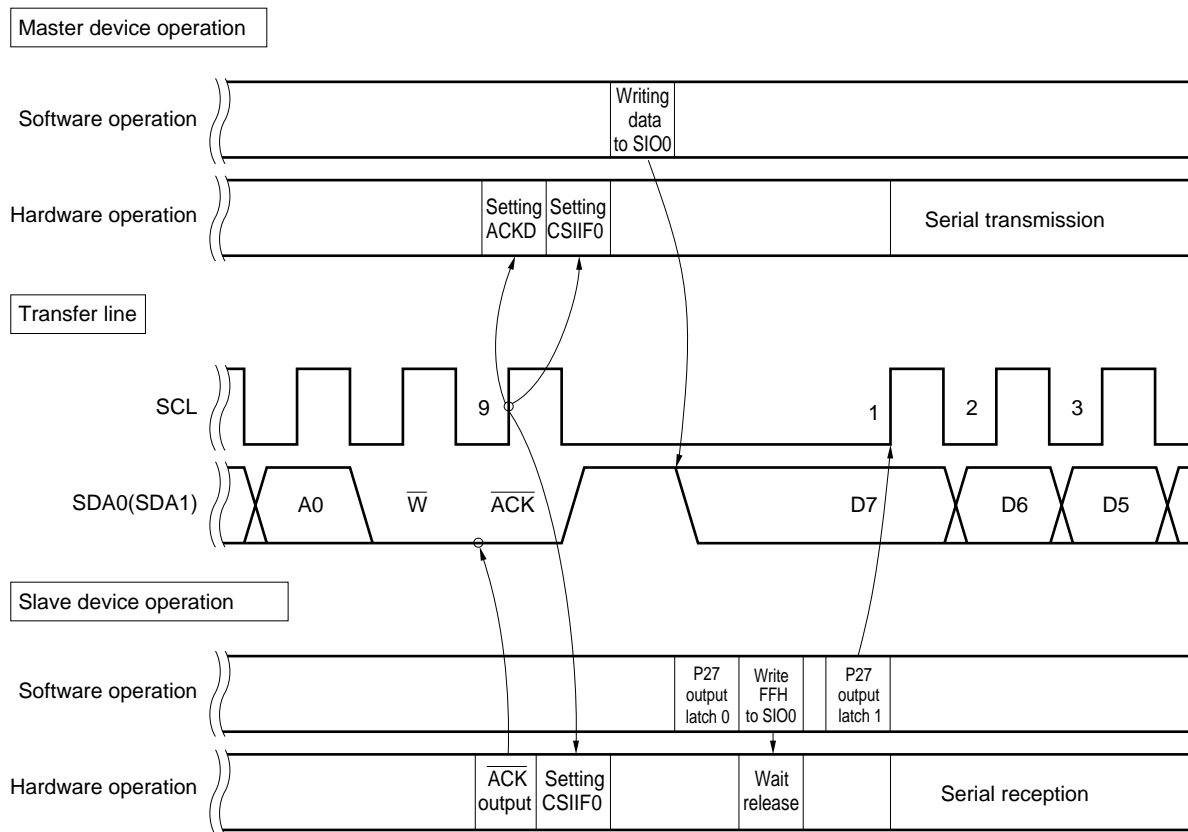 Master device operation
Software operation
Writing
data
to SIO0
Hardware operation
Setting
ACKD
Setting
CSIIF0
Serial transmission
Transfer line
SCL
9
1
2
3
SDA0(SDA1)
A0
W̅
A̅C̅K̅
D7
D6
D5
Slave device operation
Software operation
P27
output
latch 0
Write
FFH
to SIO0
P27
output
latch 1
Hardware operation
A̅C̅K̅
output
Setting
CSIIF0
Wait
release
Serial reception